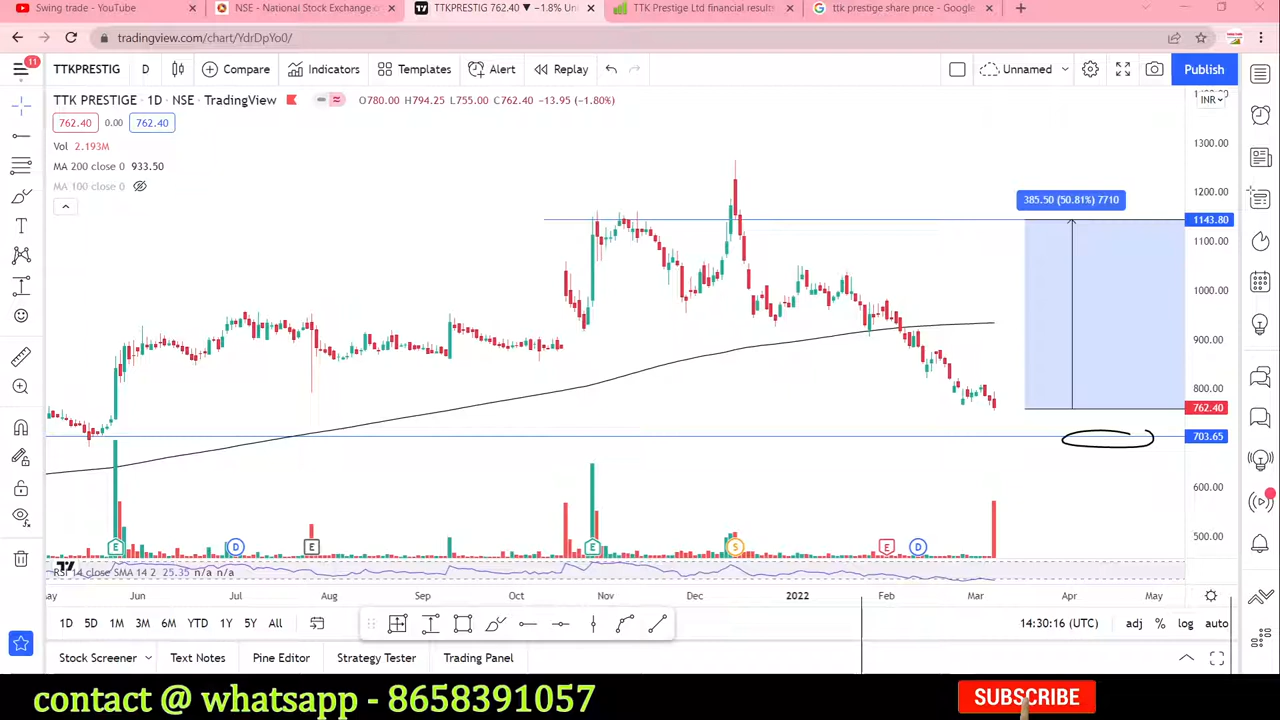 Swing trade - YouTube
NSE - National Stock Exchange o
TTKPRESTIG 762.40 ▼ −1.8% Un
TTK Prestige Ltd financial results
ttk prestige share price - Google
tradingview.com/chart/YdrDpYo0/
11
TTKPRESTIG
D
Compare
Indicators
Templates
Alert
Replay
Unnamed
Publish
TTK PRESTIGE · 1D · NSE · TradingView
O780.00 H794.25 L755.00 C762.40 −13.95 (−1.80%)
INR
762.40 0.00 762.40
Vol 2.193M
MA 200 close 0 933.50
MA 100 close 0
1300.00
1200.00
385.50 (50.81%) 7710
1143.80
1100.00
1000.00
900.00
800.00
762.40
703.65
600.00
500.00
E D E E S E D
RSI 14 close SMA 14 2 25.35 n/a n/a
Jun Jul Aug Sep Oct Nov Dec 2022 Feb Mar Apr May
1D 5D 1M 3M 6M YTD 1Y 5Y All
14:30:16 (UTC) adj % log auto
Stock Screener
Text Notes
Pine Editor
Strategy Tester
Trading Panel
contact @ whatsapp - 8658391057
SUBSCRIBE